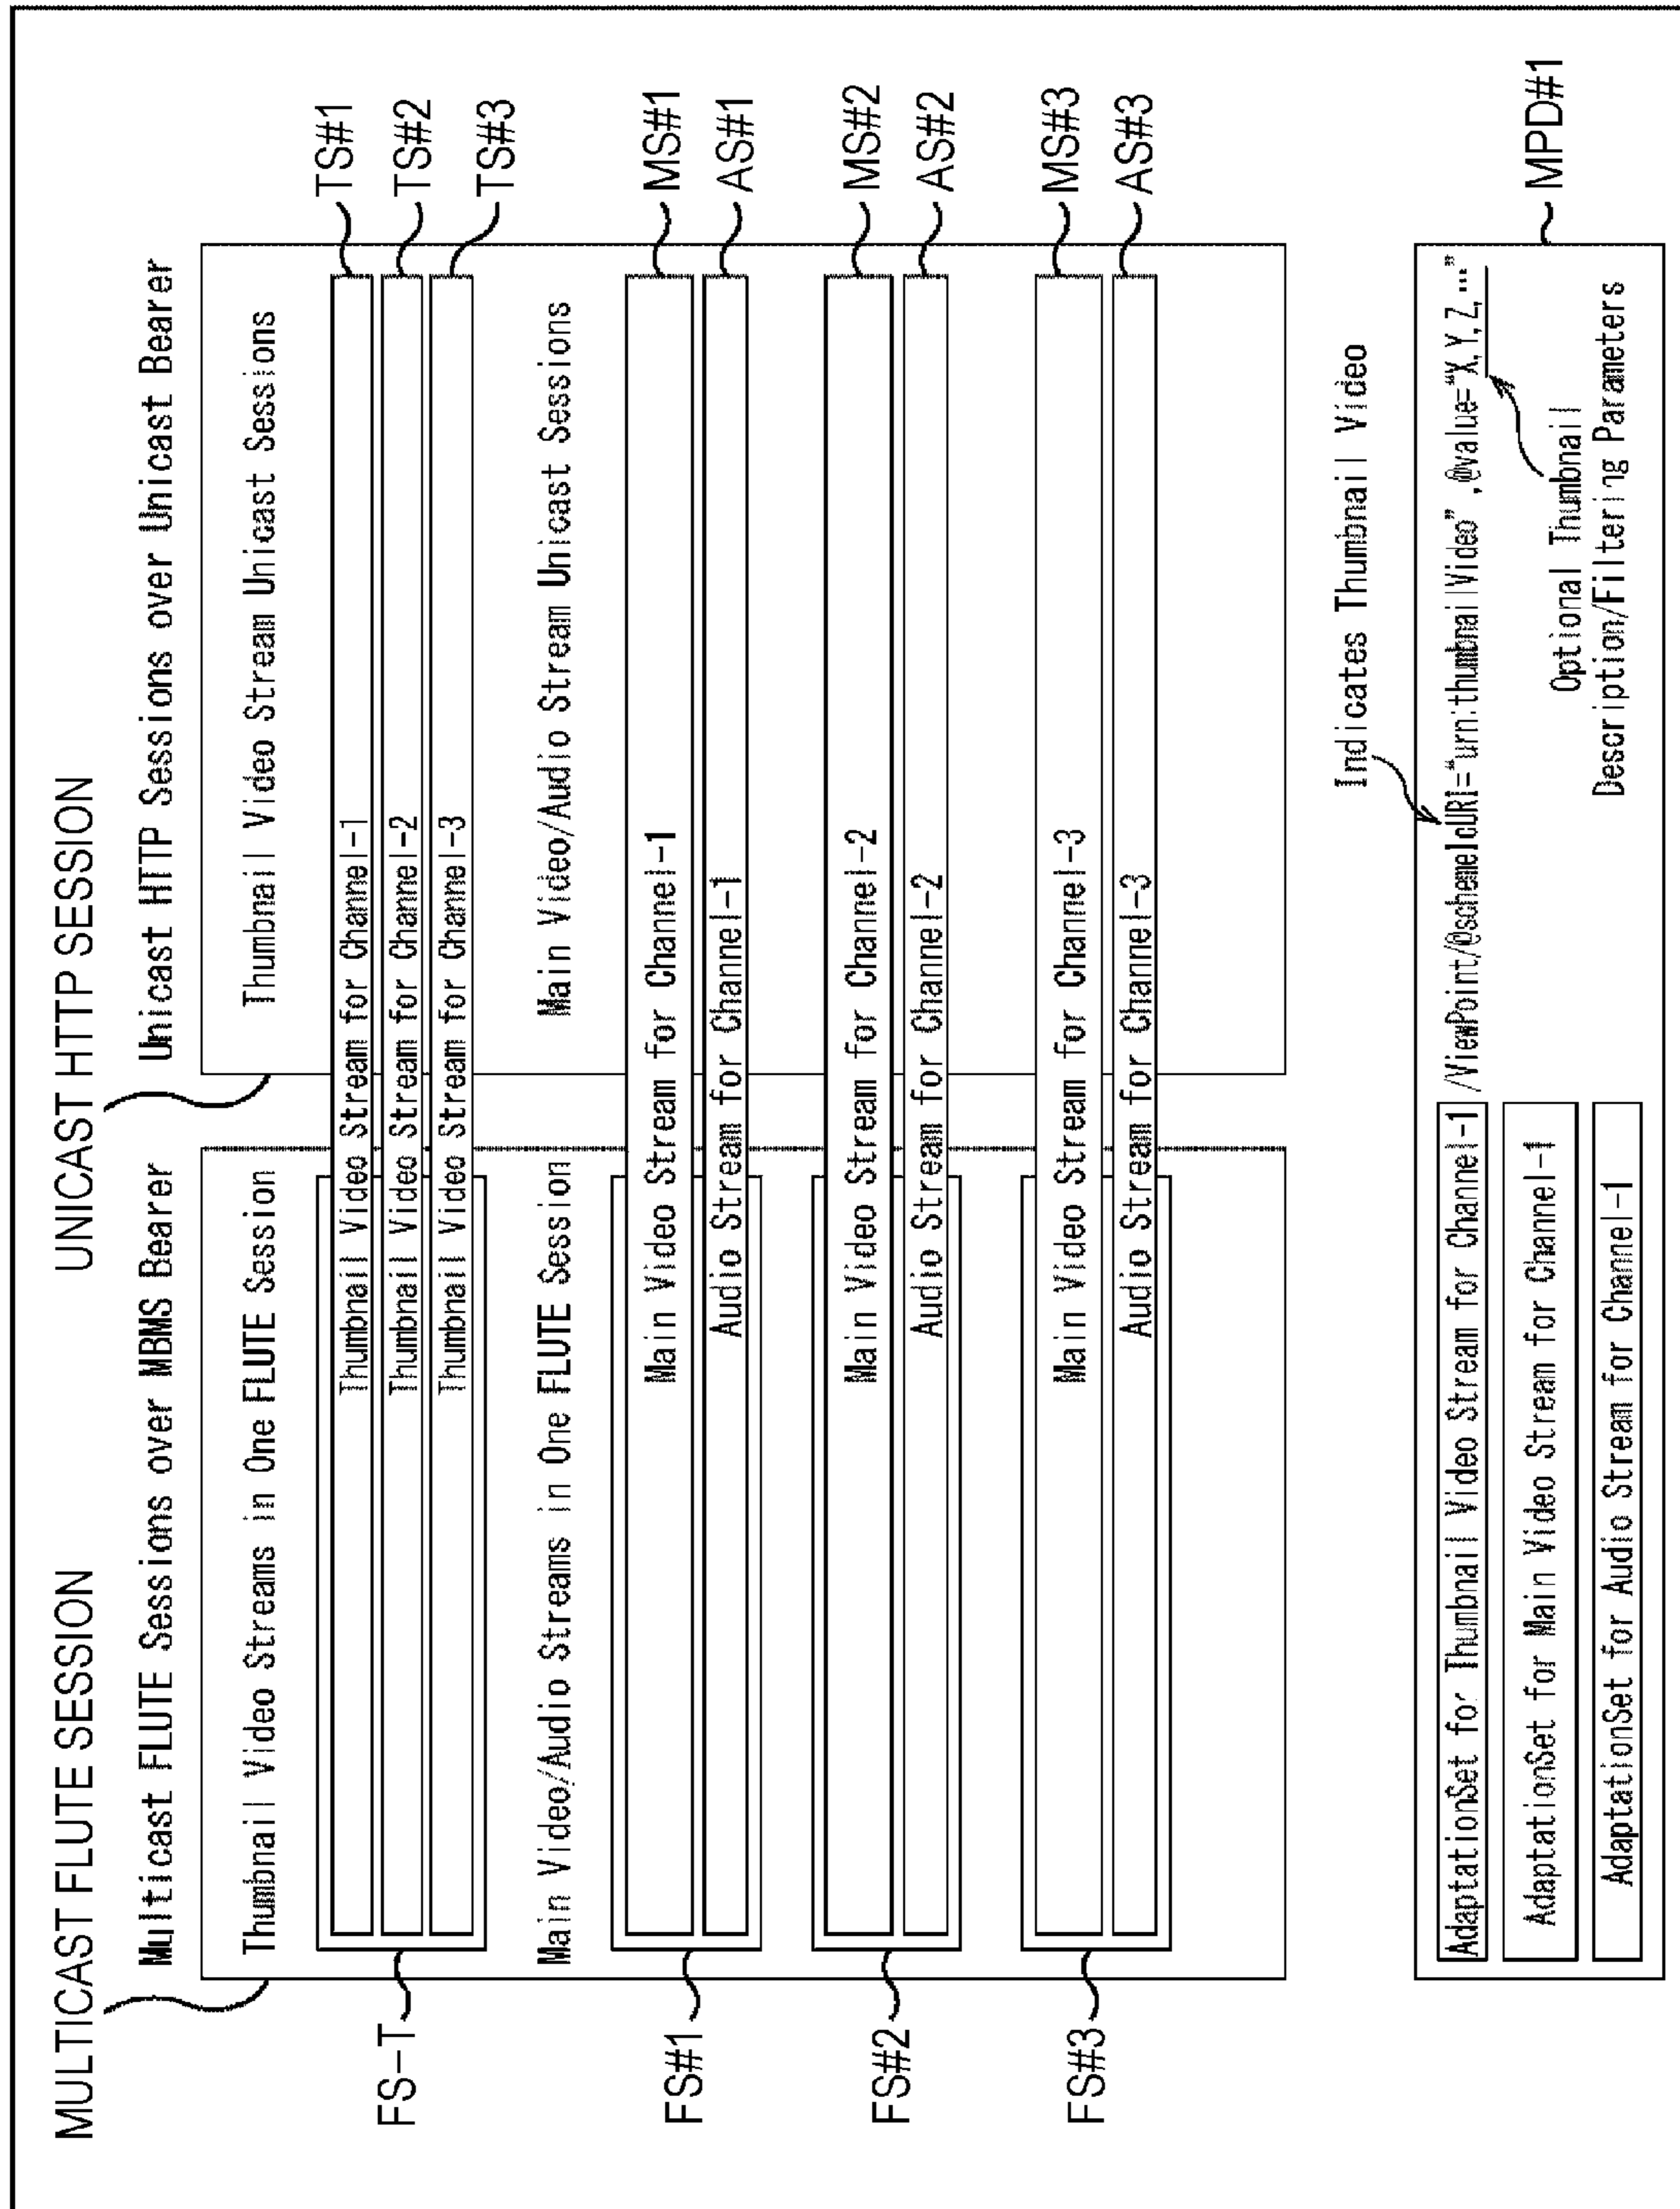 MULTICAST FLUTE SESSION
UNICAST HTTP SESSION
Multicast FLUTE Sessions over MBMS Bearer
Unicast HTTP Sessions over Unicast Bearer
Thumbnail Video Streams in One FLUTE Session
Thumbnail Video Stream Unicast Sessions
FS-T
Thumbnail Video Stream for Channel-1
TS#1
Thumbnail Video Stream for Channel-2
TS#2
Thumbnail Video Stream for Channel-3
TS#3
Main Video/Audio Streams in One FLUTE Session
Main Video/Audio Stream Unicast Sessions
FS#1
Main Video Stream for Channel-1
MS#1
Audio Stream for Channel-1
AS#1
FS#2
Main Video Stream for Channel-2
MS#2
Audio Stream for Channel-2
AS#2
FS#3
Main Video Stream for Channel-3
MS#3
Audio Stream for Channel-3
AS#3
Indicates Thumbnail Video
MPD#1
AdaptationSet for Thumbnail Video Stream for Channel-1 /ViewPoint/@schemeIdURI="urn:thumbnailVideo",@value="X,Y,Z,..."
AdaptationSet for Main Video Stream for Channel-1
AdaptationSet for Audio Stream for Channel-1
Optional Thumbnail
Description/Filtering Parameters